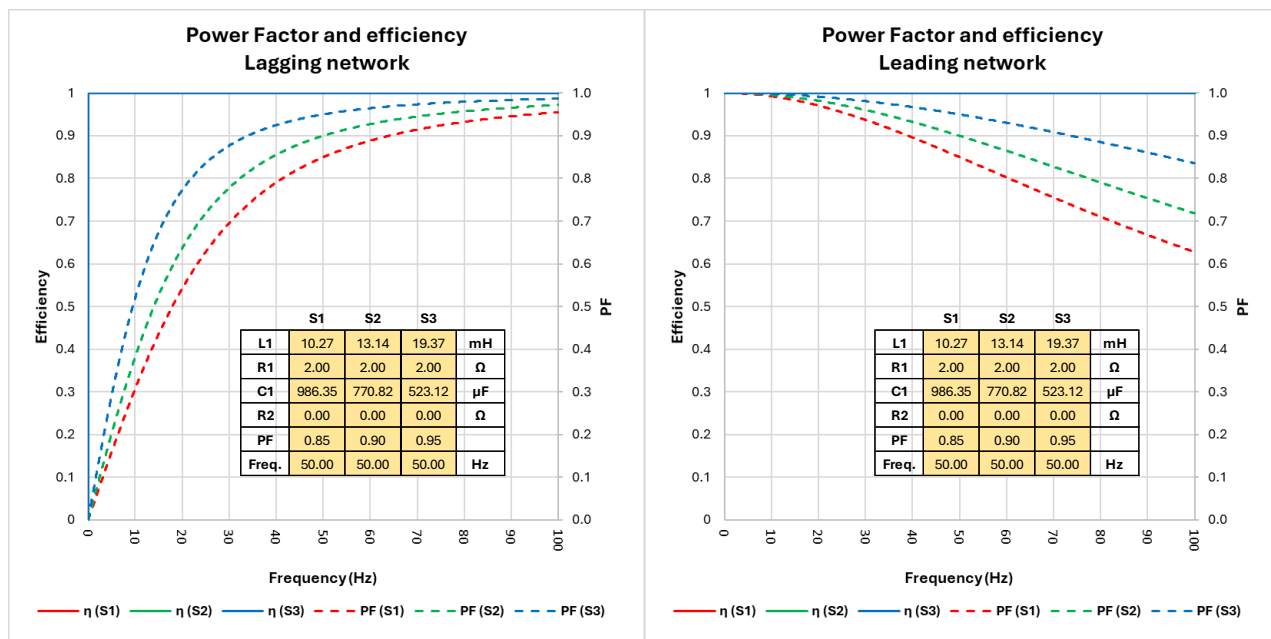 Power Factor and efficiency
Lagging network
1
0.9
0.8
0.7
0.6
0.5
0.4
0.3
0.2
0.1
0
Efficiency
1.0
0.9
0.8
0.7
0.6
0.5
0.4
0.3
0.2
0.1
0.0
PF
S1 S2 S3
L1 10.27 13.14 19.37 mH
R1 2.00 2.00 2.00 Ω
C1 986.35 770.82 523.12 µF
R2 0.00 0.00 0.00 Ω
PF 0.85 0.90 0.95
Freq. 50.00 50.00 50.00 Hz
0 10 20 30 40 50 60 70 80 90 100
Frequency (Hz)
η (S1) η (S2) η (S3) PF (S1) PF (S2) PF (S3)
Power Factor and efficiency
Leading network
1
0.9
0.8
0.7
0.6
0.5
0.4
0.3
0.2
0.1
0
Efficiency
1.0
0.9
0.8
0.7
0.6
0.5
0.4
0.3
0.2
0.1
0.0
PF
S1 S2 S3
L1 10.27 13.14 19.37 mH
R1 2.00 2.00 2.00 Ω
C1 986.35 770.82 523.12 µF
R2 0.00 0.00 0.00 Ω
PF 0.85 0.90 0.95
Freq. 50.00 50.00 50.00 Hz
0 10 20 30 40 50 60 70 80 90 100
Frequency (Hz)
η (S1) η (S2) η (S3) PF (S1) PF (S2) PF (S3)